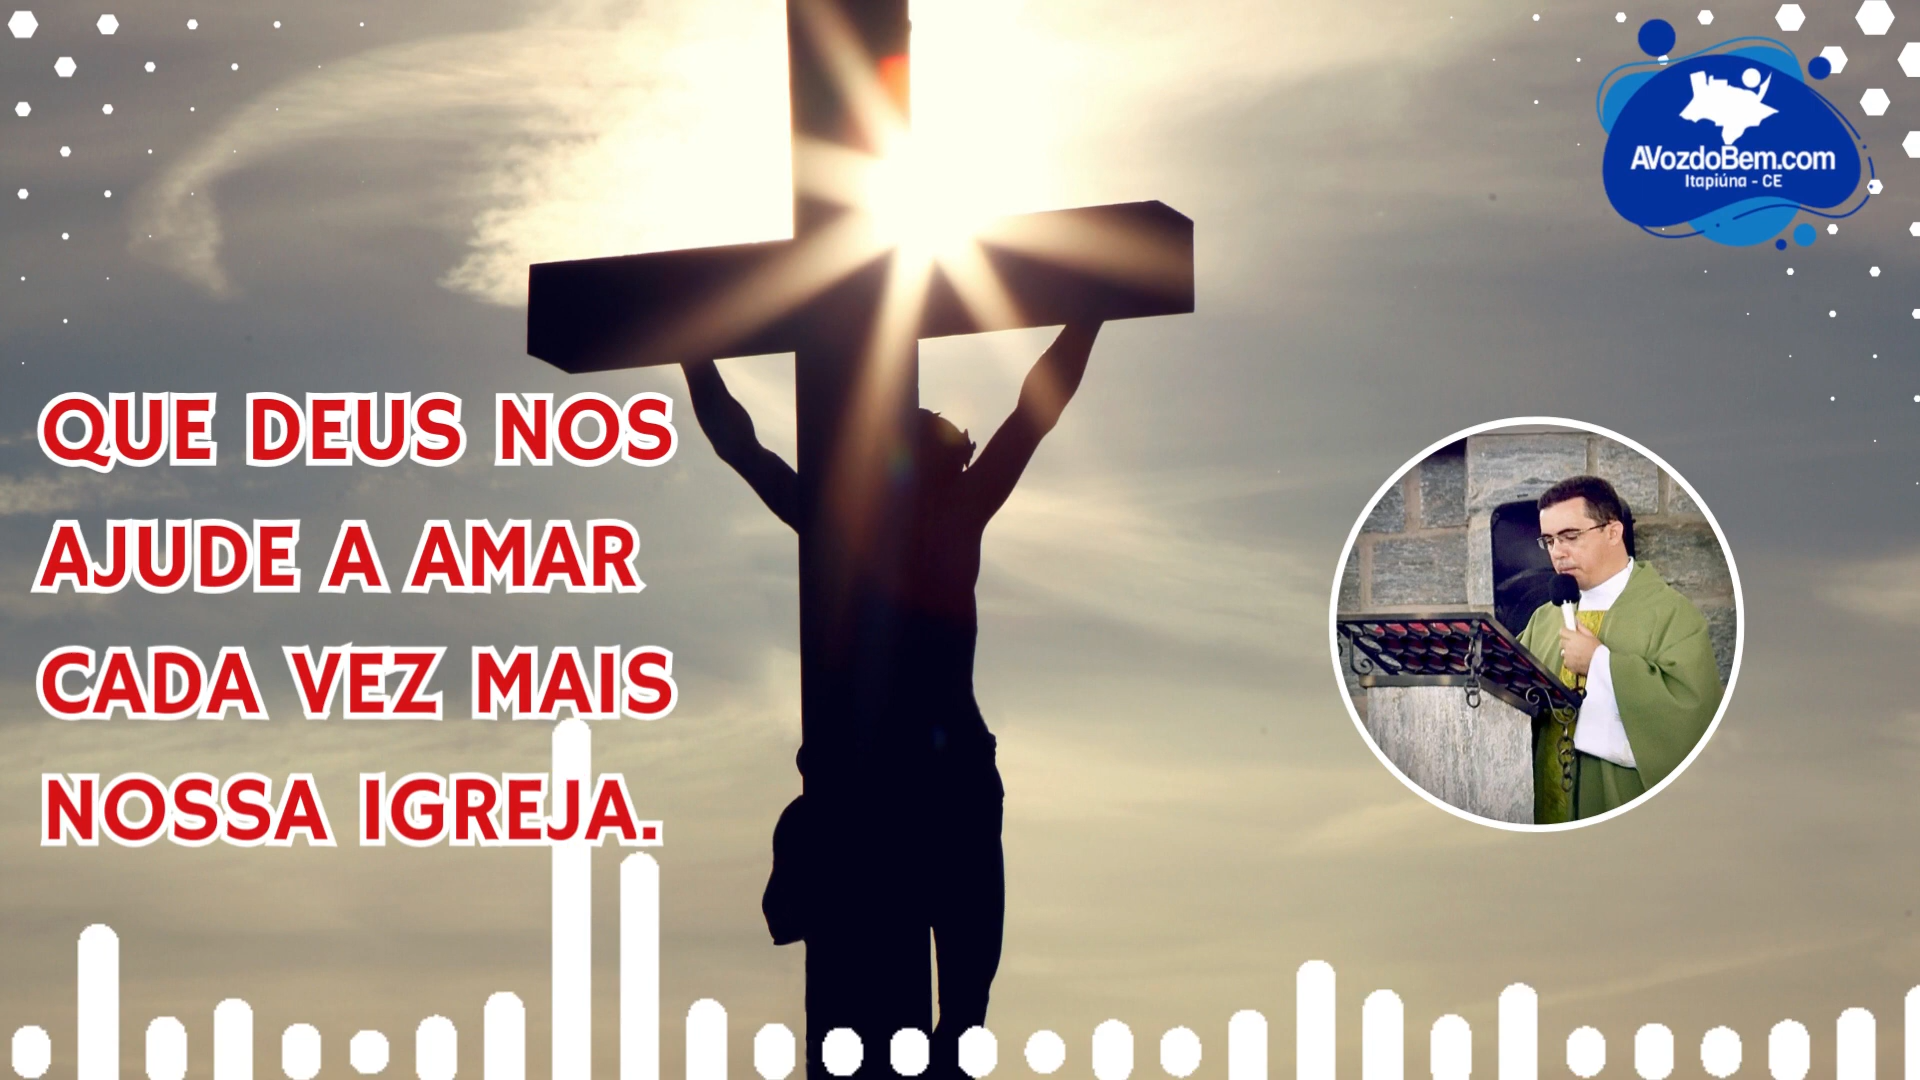 AVozdoBem.com
Itapiúna - CE
QUE DEUS NOS
AJUDE A AMAR
CADA VEZ MAIS
NOSSA IGREJA.